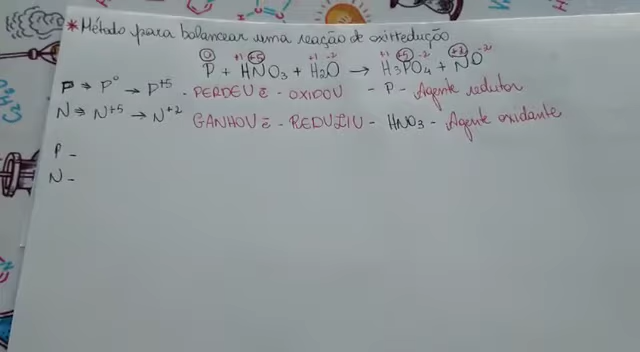 * Método para balancear uma reação de oxirredução
0 +1 +5 +1 -2 +1 +5 -2 +2 -2
P + HNO3 + H2O → H3PO4 + NO
P → P⁰ → P⁺⁵ - PERDEU e⁻ - OXIDOU - P - Agente redutor
N → N⁺⁵ → N⁺² GANHOU e⁻ - REDUZIU - HNO3 - Agente oxidante
P -
N -